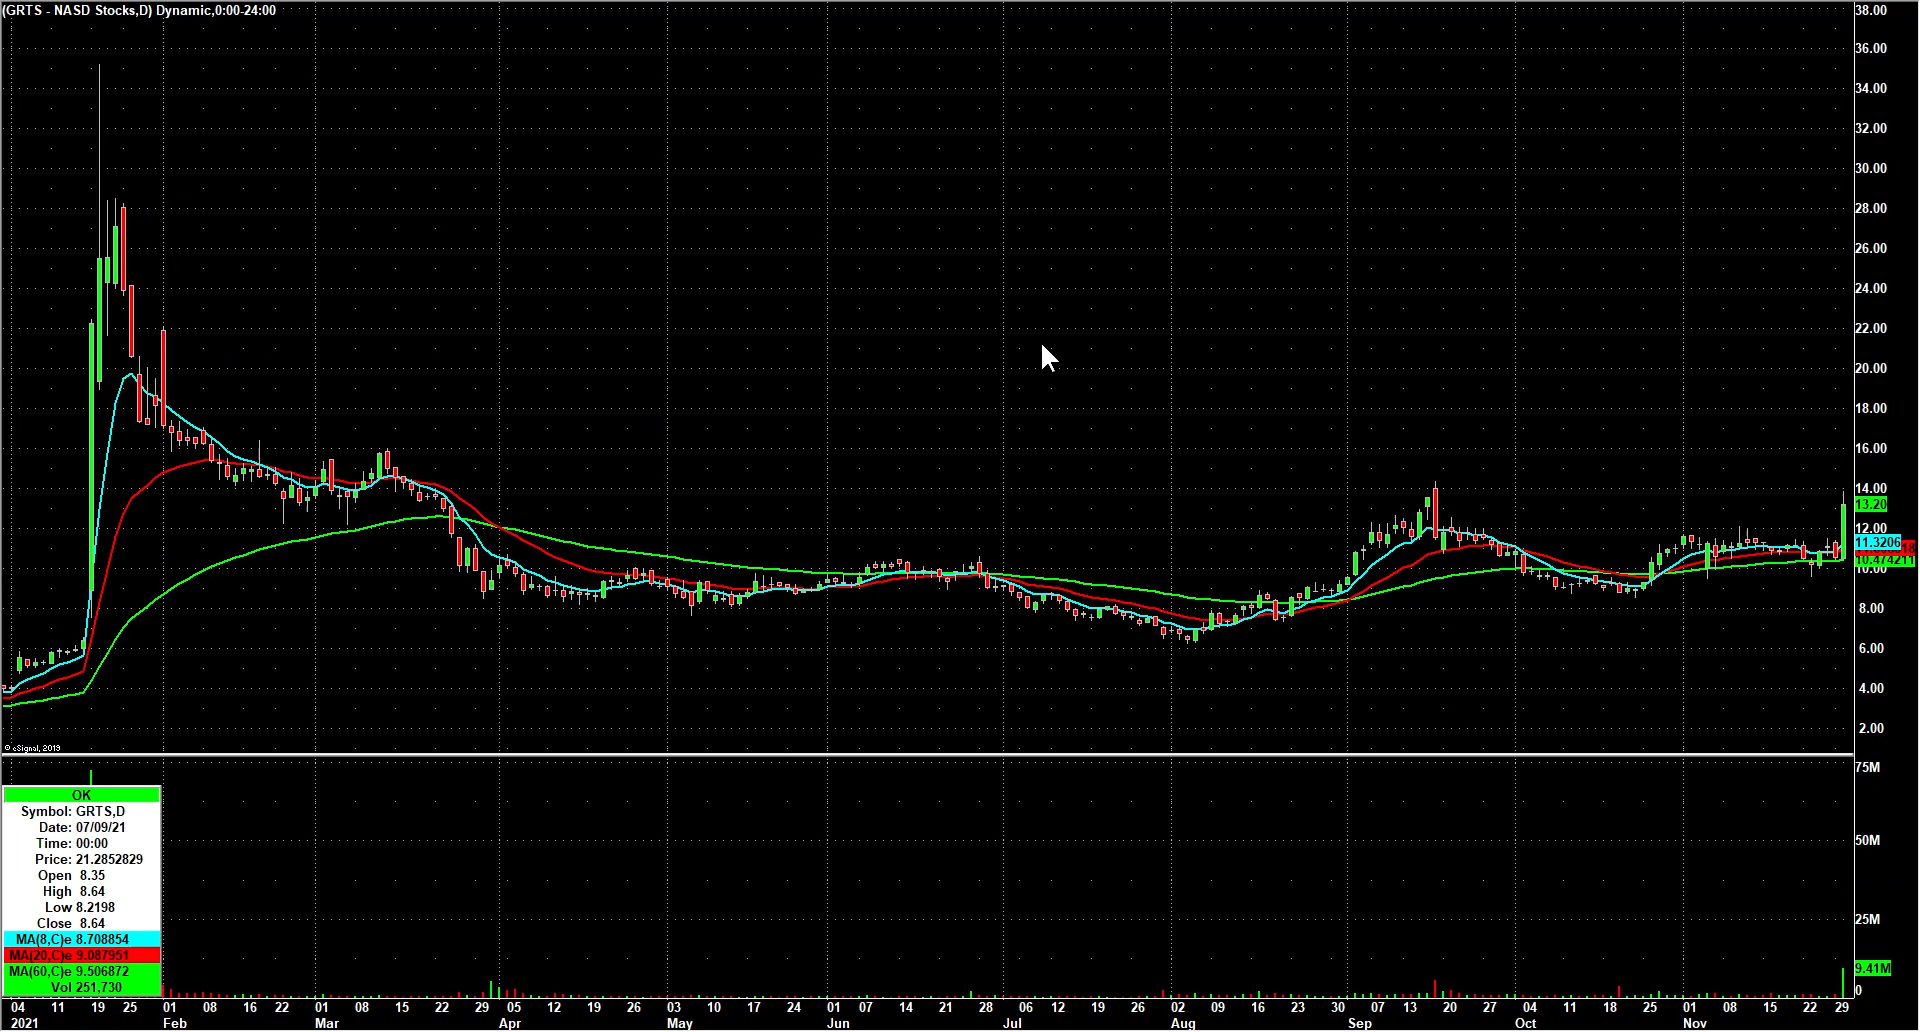 (GRTS - NASD Stocks,D) Dynamic,0:00-24:00
38.00
36.00
34.00
32.00
30.00
28.00
26.00
24.00
22.00
20.00
18.00
16.00
14.00
13.20
12.00
11.3206
10.00
8.00
6.00
4.00
2.00
© eSignal, 2019
75M
50M
25M
9.41M
0
OK
Symbol: GRTS,D
Date: 07/09/21
Time: 00:00
Price: 21.2852829
Open 8.35
High 8.64
Low 8.2198
Close 8.64
MA(8,C)e 8.708854
MA(20,C)e 9.087951
MA(60,C)e 9.506872
Vol 251,730
04 11 19 25 01 08 16 22 01 08 15 22 29 05 12 19 26 03 10 17 24 01 07 14 21 28 06 12 19 26 02 09 16 23 30 07 13 20 27 04 11 18 25 01 08 15 22 29
2021 Feb Mar Apr May Jun Jul Aug Sep Oct Nov